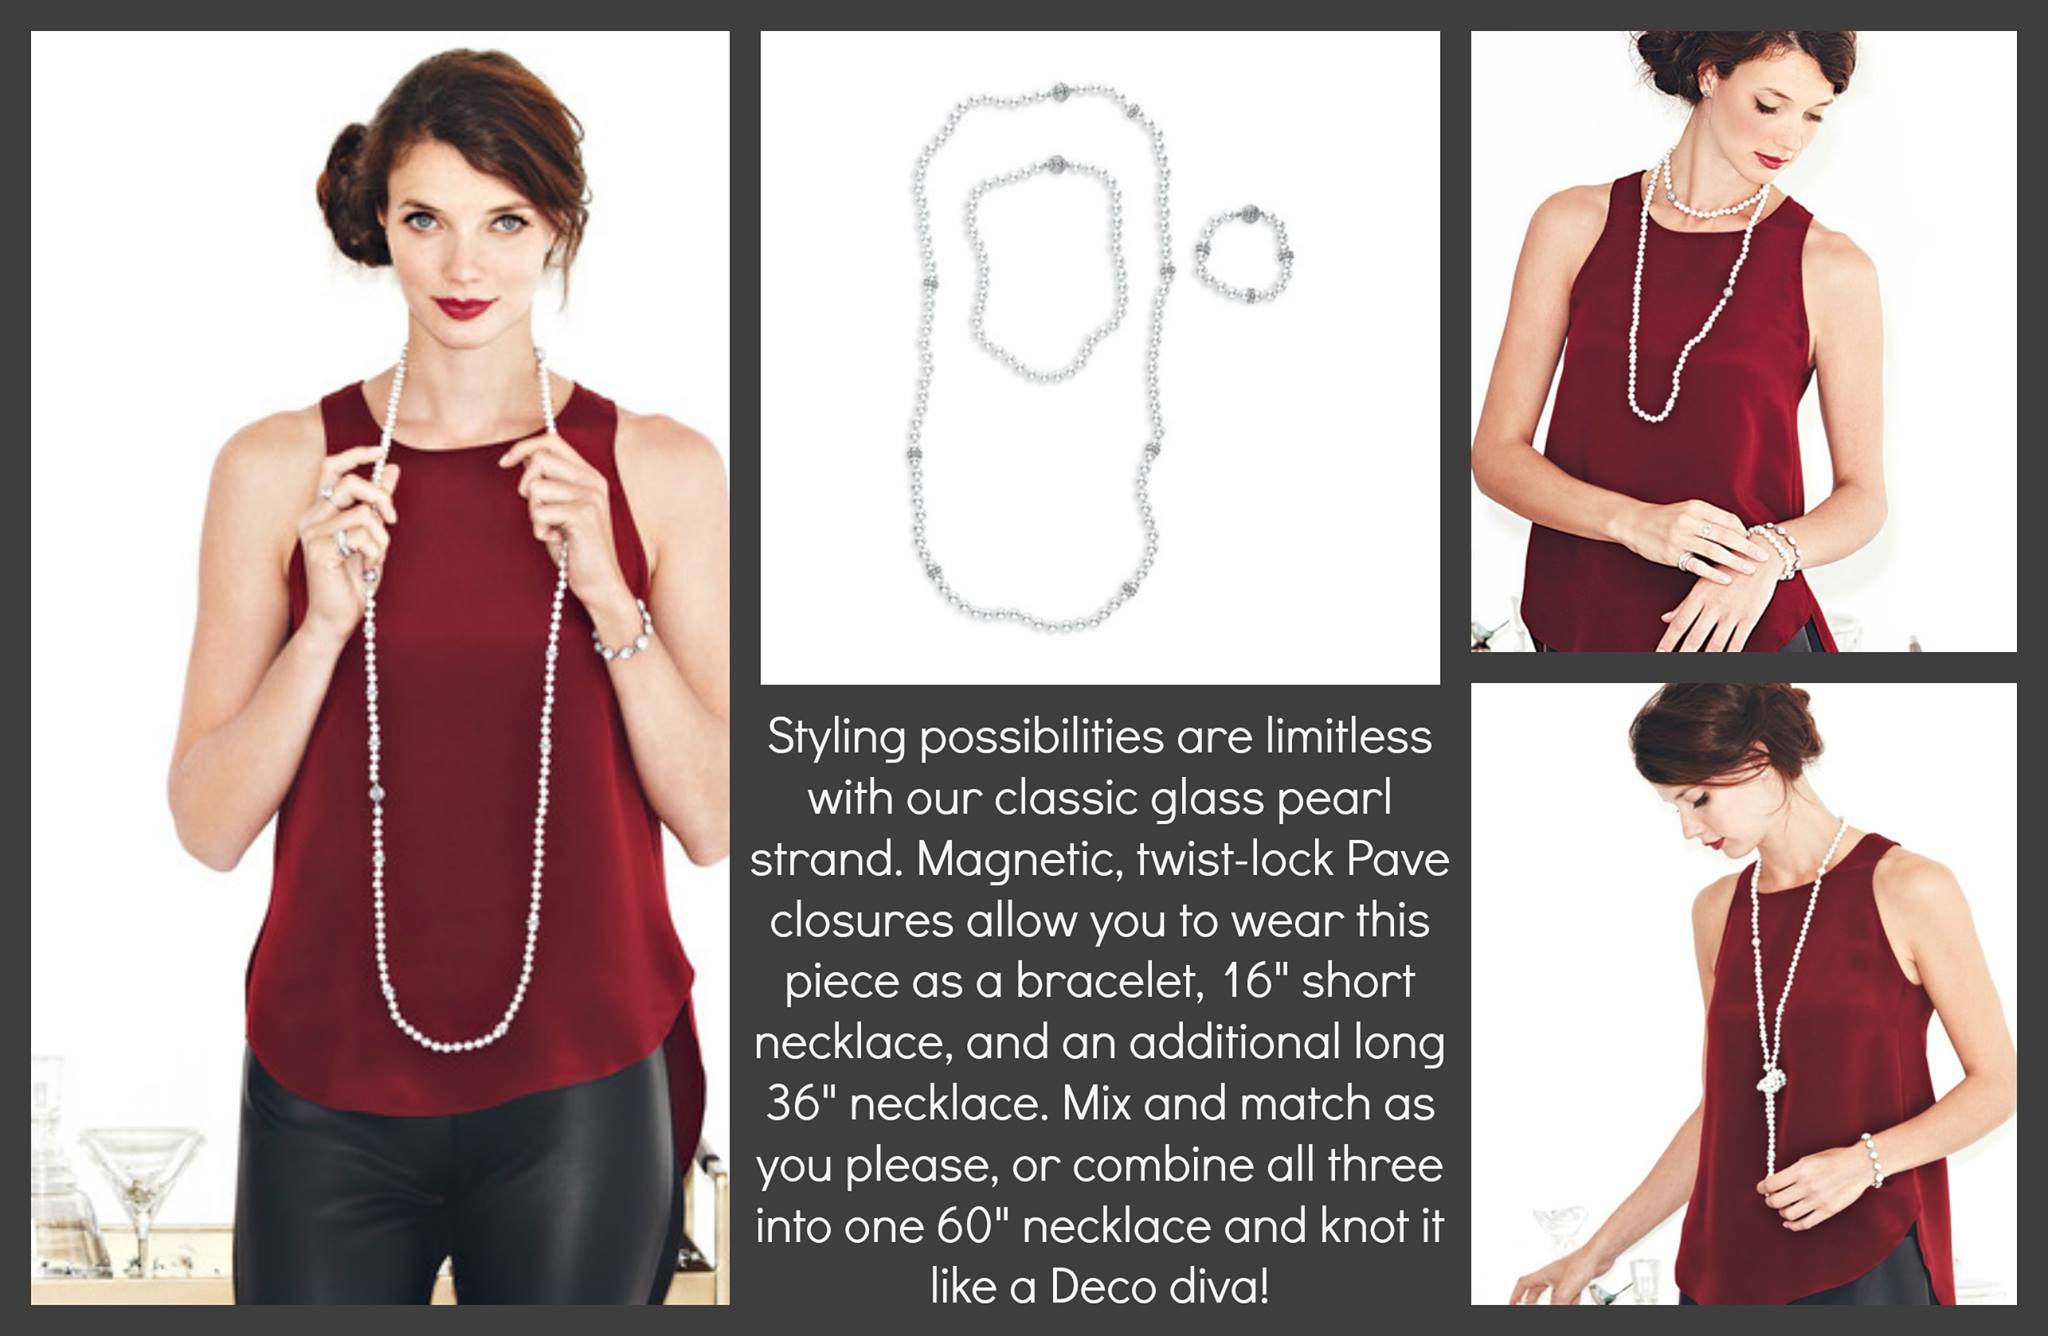 Styling possibilities are limitless
with our classic glass pearl
strand. Magnetic, twist-lock Pave
closures allow you to wear this
piece as a bracelet, 16" short
necklace, and an additional long
36" necklace. Mix and match as
you please, or combine all three
into one 60" necklace and knot it
like a Deco diva!